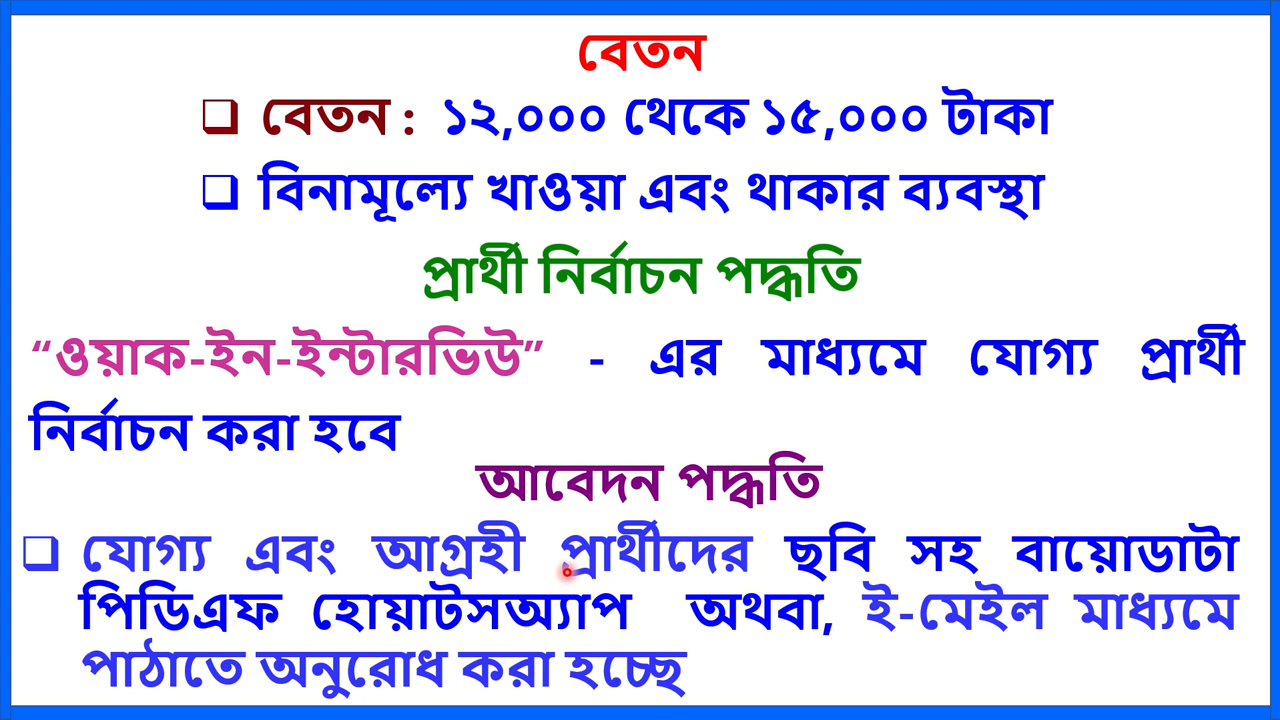 বেতন
❑ বেতন : ১২,০০০ থেকে ১৫,০০০ টাকা
❑ বিনামূল্যে খাওয়া এবং থাকার ব্যবস্থা
প্রার্থী নির্বাচন পদ্ধতি
“ওয়াক-ইন-ইন্টারভিউ” - এর মাধ্যমে যোগ্য প্রার্থী
নির্বাচন করা হবে
আবেদন পদ্ধতি
❑ যোগ্য এবং আগ্রহী প্রার্থীদের ছবি সহ বায়োডাটা
পিডিএফ হোয়াটসঅ্যাপ অথবা, ই-মেইল মাধ্যমে
পাঠাতে অনুরোধ করা হচ্ছে